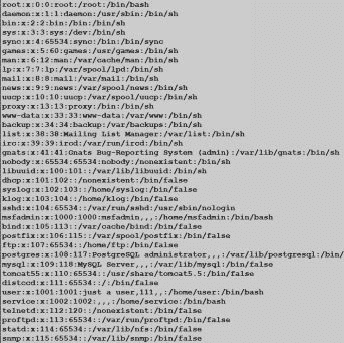 root:x:0:0:root:/root:/bin/bash
daemon:x:1:1:daemon:/usr/sbin:/bin/sh
bin:x:2:2:bin:/bin:/bin/sh
sys:x:3:3:sys:/dev:/bin/sh
sync:x:4:65534:sync:/bin:/bin/sync
games:x:5:60:games:/usr/games:/bin/sh
man:x:6:12:man:/var/cache/man:/bin/sh
lp:x:7:7:lp:/var/spool/lpd:/bin/sh
mail:x:8:8:mail:/var/mail:/bin/sh
news:x:9:9:news:/var/spool/news:/bin/sh
uucp:x:10:10:uucp:/var/spool/uucp:/bin/sh
proxy:x:13:13:proxy:/bin:/bin/sh
www-data:x:33:33:www-data:/var/www:/bin/sh
backup:x:34:34:backup:/var/backups:/bin/sh
list:x:38:38:Mailing List Manager:/var/list:/bin/sh
irc:x:39:39:ircd:/var/run/ircd:/bin/sh
gnats:x:41:41:Gnats Bug-Reporting System (admin):/var/lib/gnats:/bin/sh
nobody:x:65534:65534:nobody:/nonexistent:/bin/sh
libuuid:x:100:101::/var/lib/libuuid:/bin/sh
dhcp:x:101:102::/nonexistent:/bin/false
syslog:x:102:103::/home/syslog:/bin/false
klog:x:103:104::/home/klog:/bin/false
sshd:x:104:65534::/var/run/sshd:/usr/sbin/nologin
msfadmin:x:1000:1000:msfadmin,,,:/home/msfadmin:/bin/bash
bind:x:105:113::/var/cache/bind:/bin/false
postfix:x:106:115::/var/spool/postfix:/bin/false
ftp:x:107:65534::/home/ftp:/bin/false
postgres:x:108:117:PostgreSQL administrator,,,:/var/lib/postgresql:/bin/
mysql:x:109:118:MySQL Server,,,:/var/lib/mysql:/bin/false
tomcat55:x:110:65534::/usr/share/tomcat5.5:/bin/false
distccd:x:111:65534::/:/bin/false
user:x:1001:1001:just a user,111,,:/home/user:/bin/bash
service:x:1002:1002:,,,:/home/service:/bin/bash
telnetd:x:112:120::/nonexistent:/bin/false
proftpd:x:113:65534::/var/run/proftpd:/bin/false
statd:x:114:65534::/var/lib/nfs:/bin/false
snmp:x:115:65534::/var/lib/snmp:/bin/false